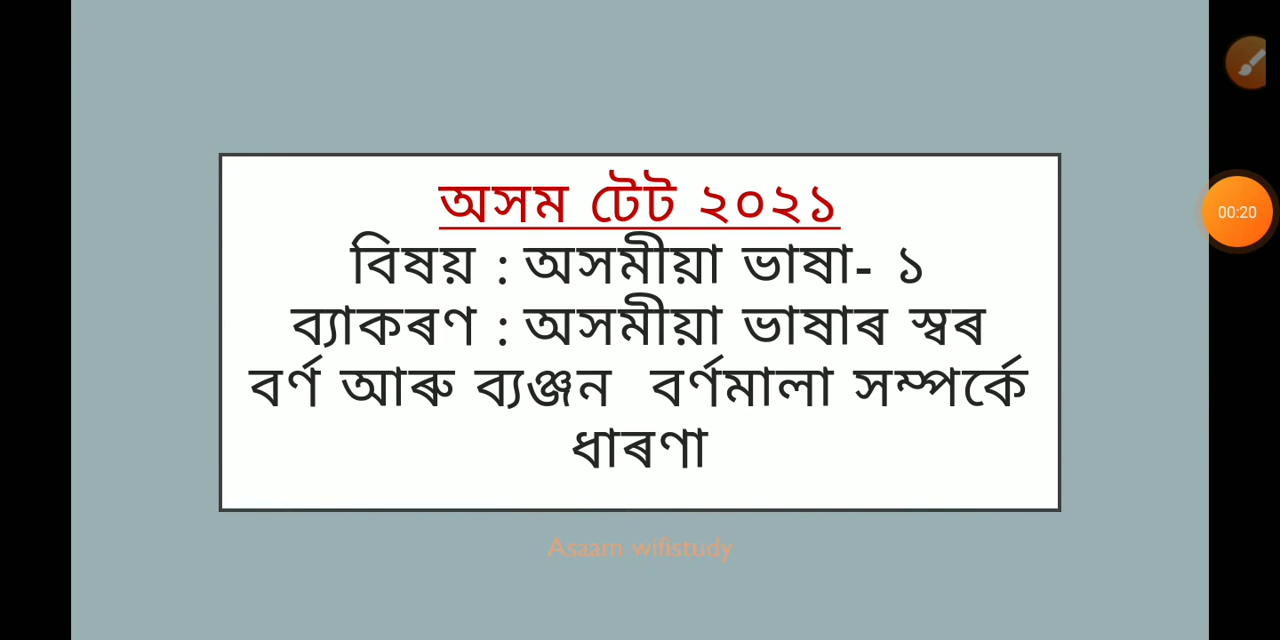 অসম টেট ২০২১
বিষয় : অসমীয়া ভাষা- ১
ব্যাকৰণ : অসমীয়া ভাষাৰ স্বৰ
বৰ্ণ আৰু ব্যঞ্জন বৰ্ণমালা সম্পৰ্কে
ধাৰণা
Asaam wifistudy
00:20